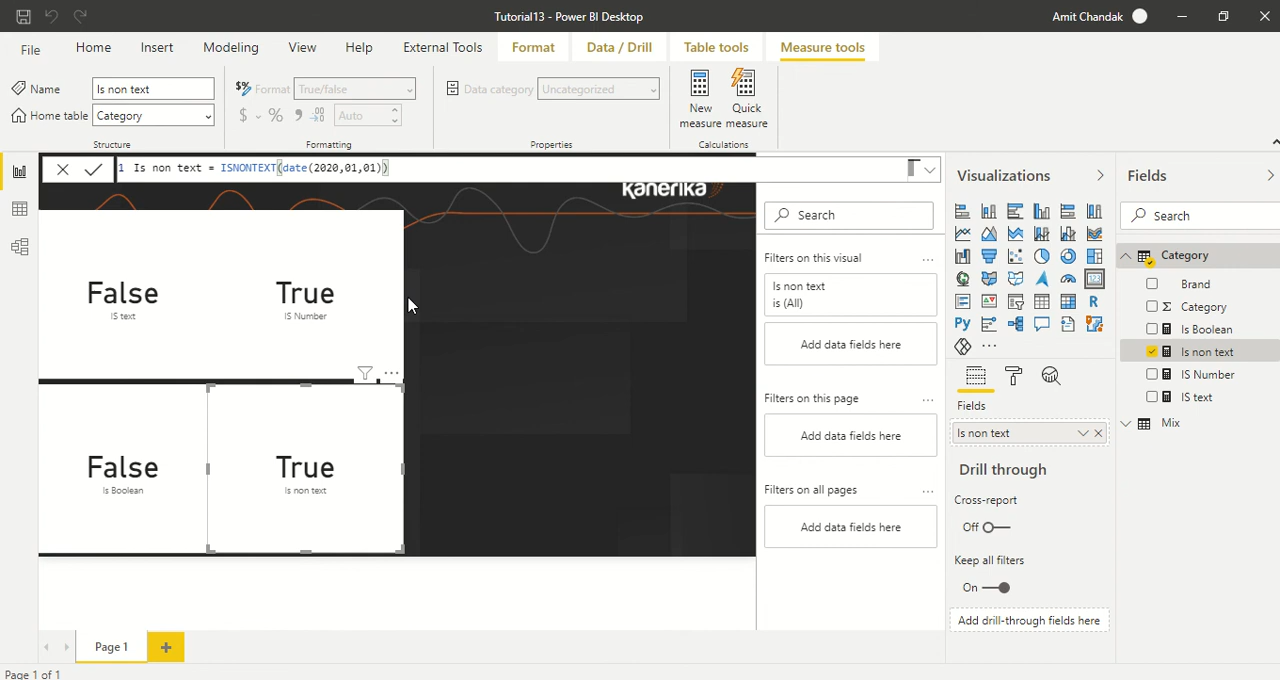 Tutorial13 - Power BI Desktop
Amit Chandak
File Home Insert Modeling View Help External Tools Format Data / Drill Table tools Measure tools
Name Is non text
Home table Category
Structure
$% Format True/false
$ % 9 .00 Auto
Formatting
Data category Uncategorized
Properties
New measure
Quick measure
Calculations
1 Is non text = ISNONTEXT(date(2020,01,01))
kanerika
False
IS text
True
IS Number
False
Is Boolean
True
Is non text
Search
Filters on this visual ...
Is non text
is (All)
Add data fields here
Filters on this page ...
Add data fields here
Filters on all pages ...
Add data fields here
Visualizations
123
R
Py
...
Fields
Is non text
Drill through
Cross-report
Off
Keep all filters
On
Add drill-through fields here
Fields
Search
Category
Brand
Σ Category
Is Boolean
Is non text
IS Number
IS text
Mix
Page 1 +
Page 1 of 1